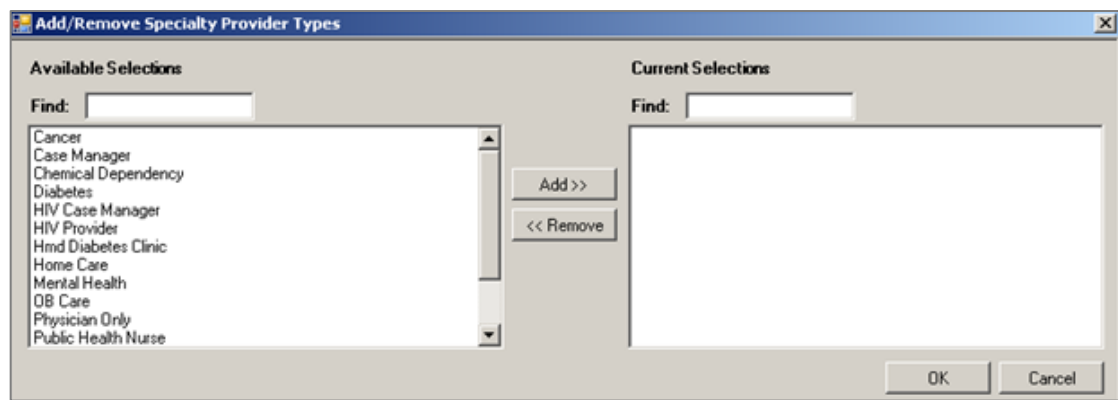 Add/Remove Specialty Provider Types
Available Selections
Find:
Cancer
Case Manager
Chemical Dependency
Diabetes
HIV Case Manager
HIV Provider
Hmd Diabetes Clinic
Home Care
Mental Health
OB Care
Physician Only
Public Health Nurse
Add >>
<< Remove
Current Selections
Find:
OK
Cancel